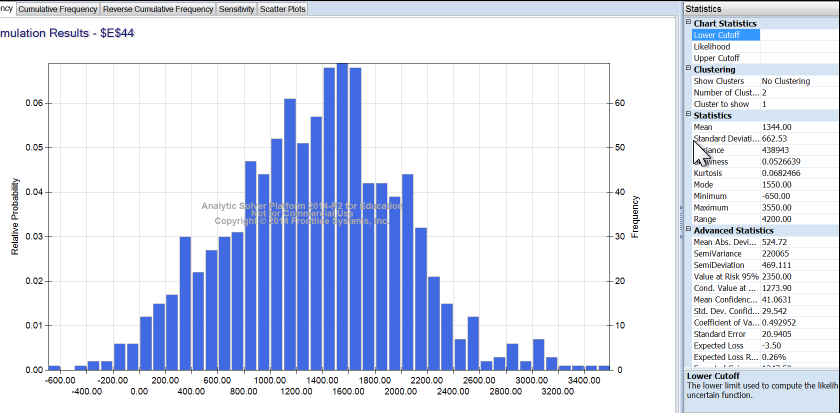 ncy Cumulative Frequency Reverse Cumulative Frequency Sensitivity Scatter Plots
mulation Results - $E$44
Relative Probability
0.06
0.05
0.04
0.03
0.02
0.01
0.00
Analytic Solver Platform 2014-R2 for Education
Not for Commercial Use
Copyright © 2014 Frontline Systems, Inc.
60
50
40
30
20
10
0
Frequency
-600.00 -200.00 200.00 600.00 1000.00 1400.00 1800.00 2200.00 2600.00 3000.00 3400.00
-400.00 0.00 400.00 800.00 1200.00 1600.00 2000.00 2400.00 2800.00 3200.00
Statistics
Chart Statistics
Lower Cutoff
Likelihood
Upper Cutoff
Clustering
Show Clusters No Clustering
Number of Clust... 2
Cluster to show 1
Statistics
Mean 1344.00
Standard Deviati... 662.53
iance 438943
wness 0.0526639
Kurtosis 0.0682466
Mode 1550.00
Minimum -650.00
Maximum 3550.00
Range 4200.00
Advanced Statistics
Mean Abs. Devi... 524.72
SemiVariance 220065
SemiDeviation 469.111
Value at Risk 95% 2350.00
Cond. Value at ... 1273.90
Mean Confidenc... 41.0631
Std. Dev. Confid... 29.542
Coefficient of Va... 0.492952
Standard Error 20.9405
Expected Loss -3.50
Expected Loss R... 0.26%
Lower Cutoff
The lower limit used to compute the likelih
uncertain function.